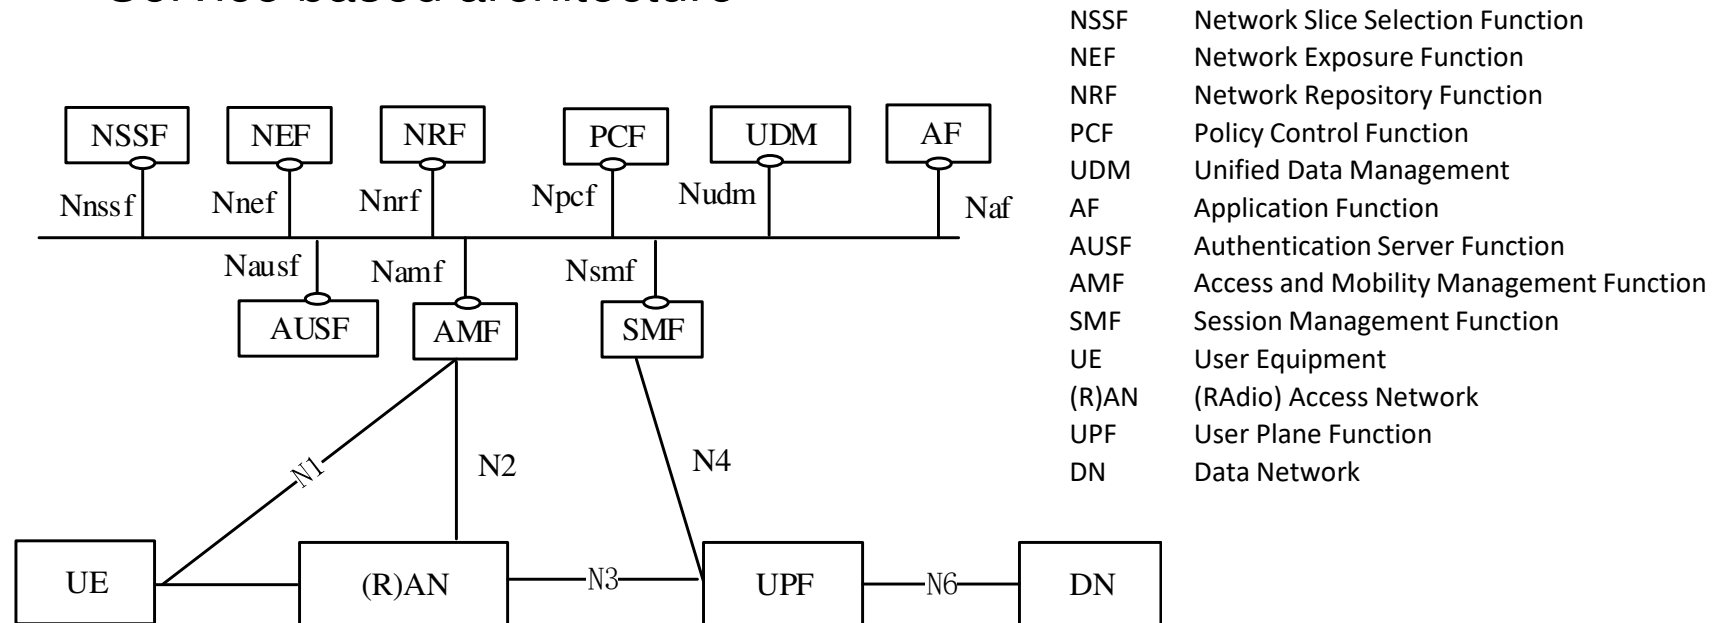 Service based architecture
NSSF Network Slice Selection Function
NEF Network Exposure Function
NRF Network Repository Function
PCF Policy Control Function
UDM Unified Data Management
AF Application Function
AUSF Authentication Server Function
AMF Access and Mobility Management Function
SMF Session Management Function
UE User Equipment
(R)AN (RAdio) Access Network
UPF User Plane Function
DN Data Network
NSSF NEF NRF PCF UDM AF
Nnssf Nnef Nnrf Npcf Nudm Naf
Nausf Namf Nsmf
AUSF AMF SMF
N1 N2 N4
UE (R)AN N3 UPF N6 DN